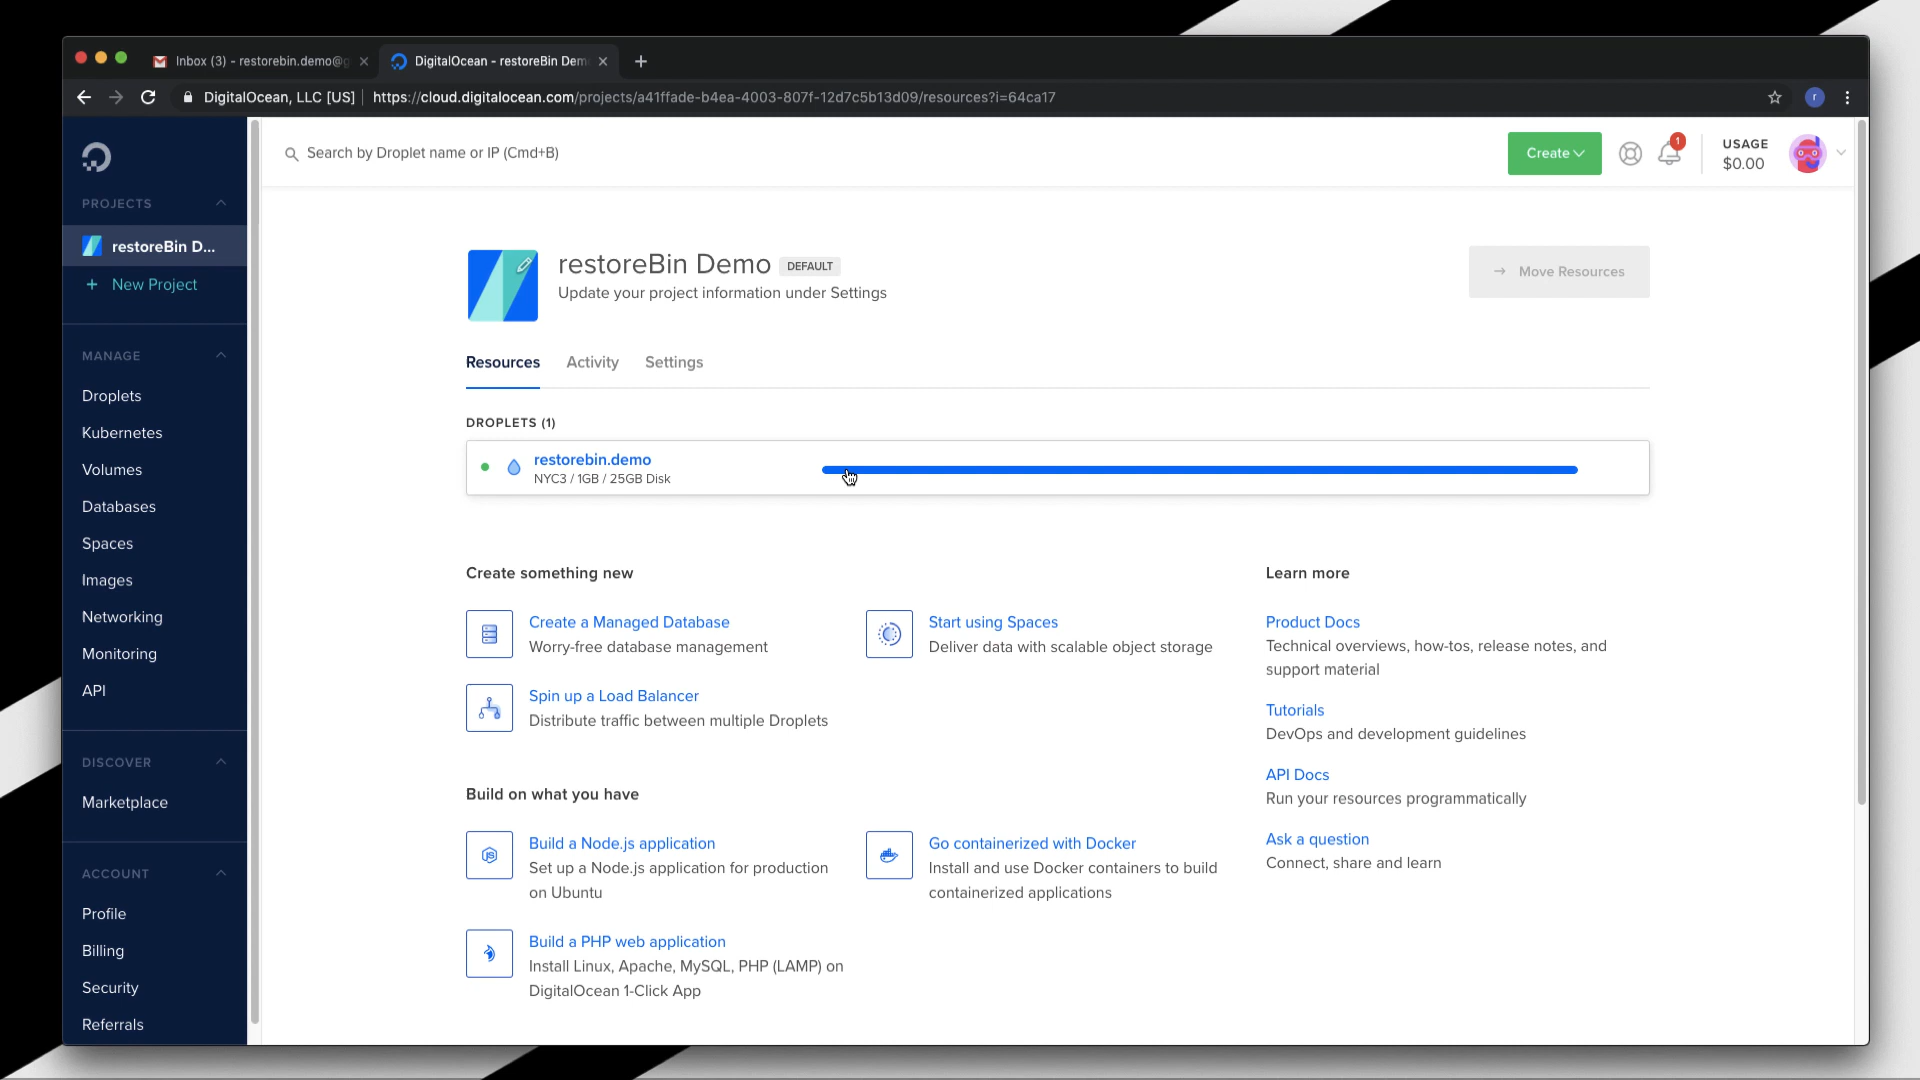 Inbox (3) - restorebin.demo@g
DigitalOcean - restoreBin Dem
DigitalOcean, LLC [US]
https://cloud.digitalocean.com/projects/a41ffade-b4ea-4003-807f-12d7c5b13d09/resources?i=64ca17
r
Search by Droplet name or IP (Cmd+B)
Create
1
USAGE
$0.00
PROJECTS
restoreBin D...
+ New Project
MANAGE
Droplets
Kubernetes
Volumes
Databases
Spaces
Images
Networking
Monitoring
API
DISCOVER
Marketplace
ACCOUNT
Profile
Billing
Security
Referrals
restoreBin Demo DEFAULT
Update your project information under Settings
→ Move Resources
Resources Activity Settings
DROPLETS (1)
restorebin.demo
NYC3 / 1GB / 25GB Disk
Create something new
Create a Managed Database
Worry-free database management
Start using Spaces
Deliver data with scalable object storage
Spin up a Load Balancer
Distribute traffic between multiple Droplets
Build on what you have
Build a Node.js application
Set up a Node.js application for production
on Ubuntu
Go containerized with Docker
Install and use Docker containers to build
containerized applications
Build a PHP web application
Install Linux, Apache, MySQL, PHP (LAMP) on
DigitalOcean 1-Click App
Learn more
Product Docs
Technical overviews, how-tos, release notes, and
support material
Tutorials
DevOps and development guidelines
API Docs
Run your resources programmatically
Ask a question
Connect, share and learn